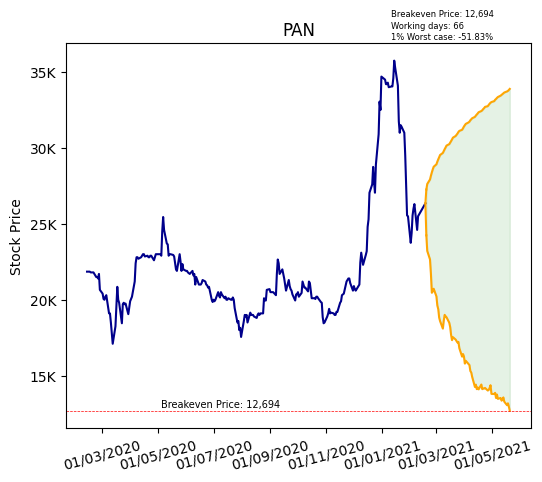 Breakeven Price: 12,694
Working days: 66
1% Worst case: -51.83%
PAN
Stock Price
35K
30K
25K
20K
15K
Breakeven Price: 12,694
01/03/2020
01/05/2020
01/07/2020
01/09/2020
01/11/2020
01/01/2021
01/03/2021
01/05/2021